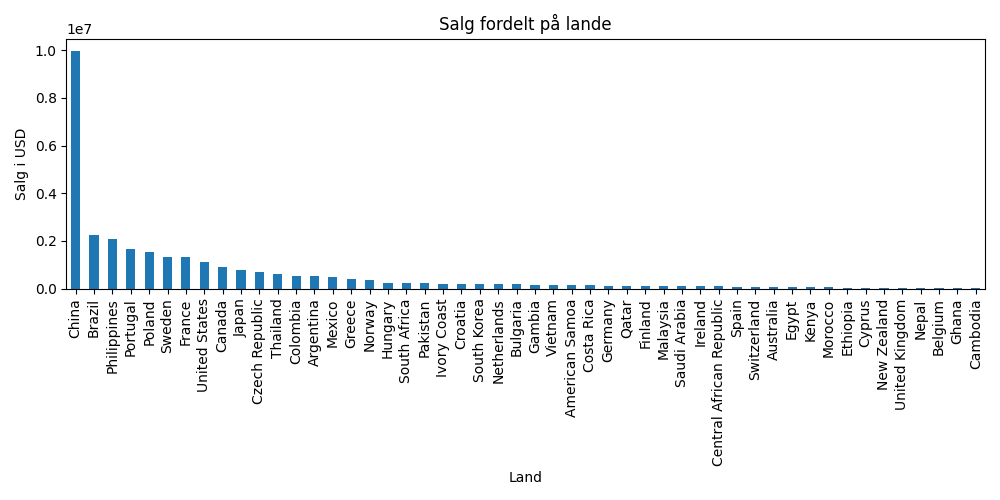 Salg fordelt på lande
1e7
1.0
0.8
0.6
0.4
0.2
0.0
Salg i USD
China
Brazil
Philippines
Portugal
Poland
Sweden
France
United States
Canada
Japan
Czech Republic
Thailand
Colombia
Argentina
Mexico
Greece
Norway
Hungary
South Africa
Pakistan
Ivory Coast
Croatia
South Korea
Netherlands
Bulgaria
Gambia
Vietnam
American Samoa
Costa Rica
Germany
Qatar
Finland
Malaysia
Saudi Arabia
Ireland
Central African Republic
Spain
Switzerland
Australia
Egypt
Kenya
Morocco
Ethiopia
Cyprus
New Zealand
United Kingdom
Nepal
Belgium
Ghana
Cambodia
Land